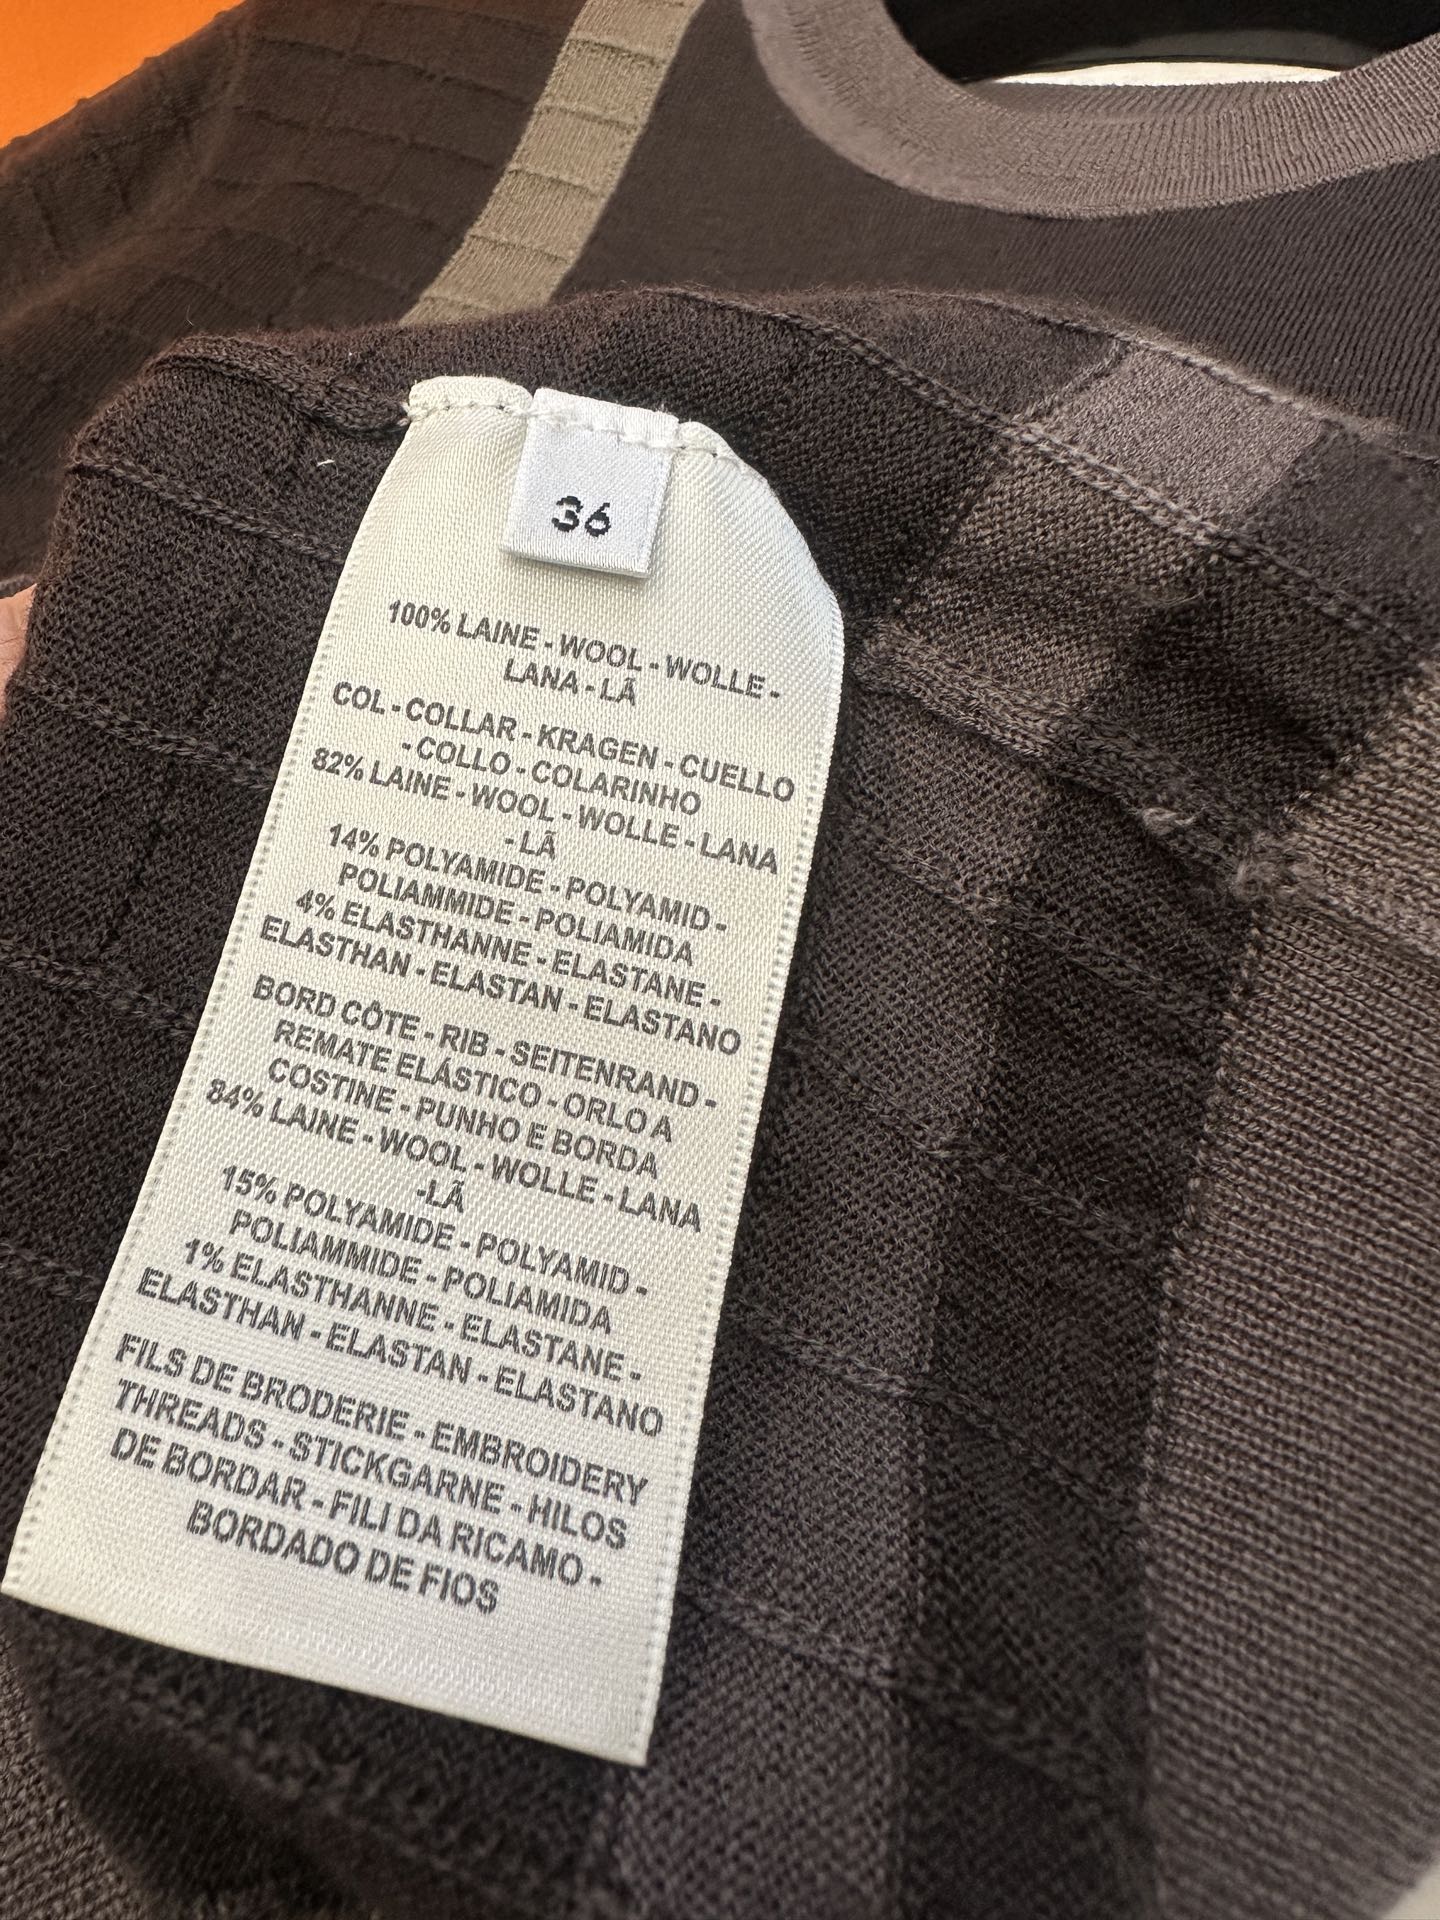 36
100% LAINE - WOOL - WOLLE -
LANA - LÃ
COL - COLLAR - KRAGEN - CUELLO
- COLLO - COLARINHO
82% LAINE - WOOL - WOLLE - LANA
- LÃ
14% POLYAMIDE - POLYAMID -
POLIAMMIDE - POLIAMIDA
4% ELASTHANNE - ELASTANE -
ELASTHAN - ELASTAN - ELASTANO
BORD CÔTE - RIB - SEITENRAND -
REMATE ELÁSTICO - ORLO A
COSTINE - PUNHO E BORDA
84% LAINE - WOOL - WOLLE - LANA
-LÃ
15% POLYAMIDE - POLYAMID -
POLIAMMIDE - POLIAMIDA
1% ELASTHANNE - ELASTANE -
ELASTHAN - ELASTAN - ELASTANO
FILS DE BRODERIE - EMBROIDERY
THREADS - STICKGARNE - HILOS
DE BORDAR - FILI DA RICAMO -
BORDADO DE FIOS